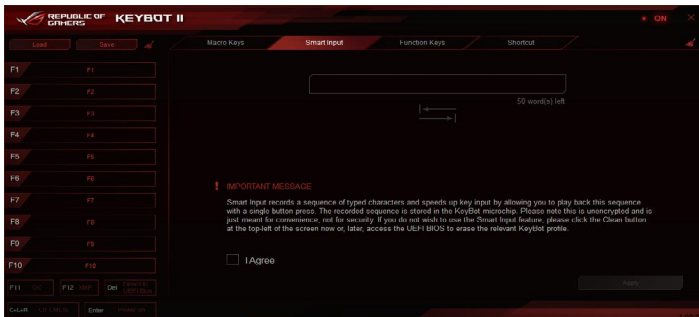 REPUBLIC OF GAMERS KEYBOT II
ON
Load Save
Macro Keys Smart Input Function Keys Shortcut
F1 F1
F2 F2
F3 F3
F4 F4
F5 F5
F6 F6
F7 F7
F8 F8
F9 F9
F10 F10
F11 F12 XMP Del
Enter
50 word(s) left
IMPORTANT MESSAGE
Smart Input records a sequence of typed characters and speeds up key input by allowing you to play back this sequence
with a single button press. The recorded sequence is stored in the KeyBot microchip. Please note this is unencrypted and is
just meant for convenience, not for security. If you do not wish to use the Smart Input feature, please click the Clean button
at the top-left of the screen now or, later, access the UEFI BIOS to erase the relevant KeyBot profile.
I Agree
Apply